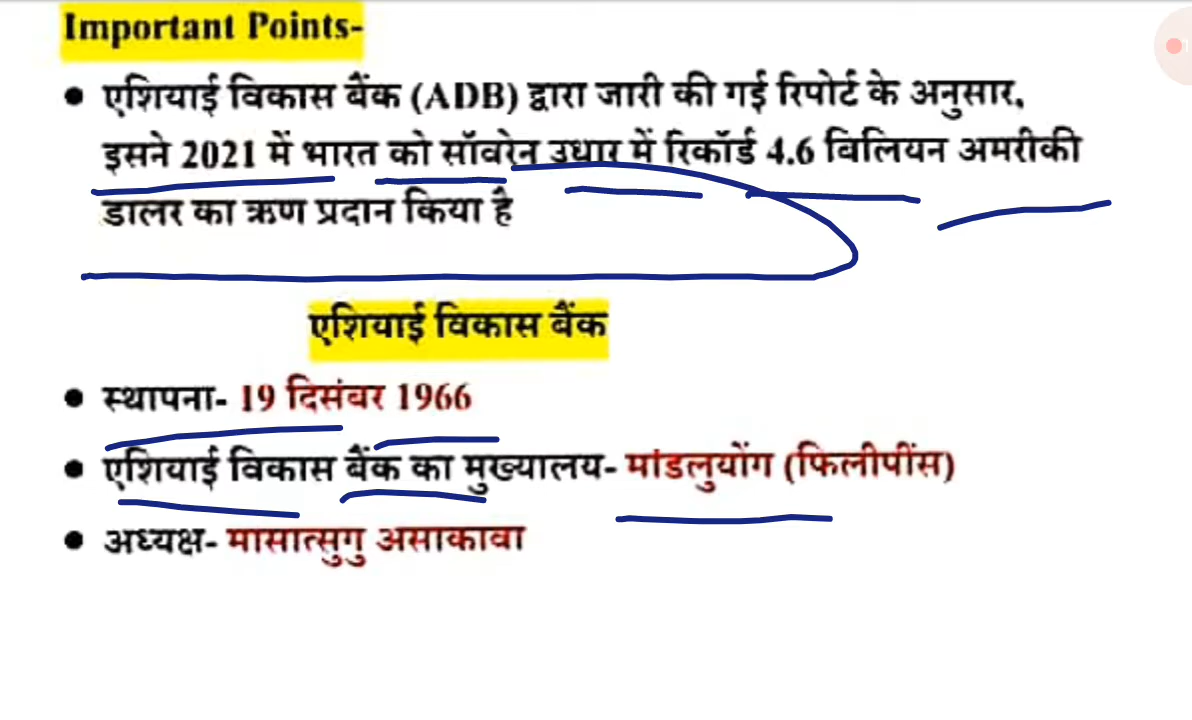 Important Points-
• एशियाई विकास बैंक (ADB) द्वारा जारी की गई रिपोर्ट के अनुसार,
इसने 2021 में भारत को सॉवरेन उधार में रिकॉर्ड 4.6 बिलियन अमरीकी
डालर का ऋण प्रदान किया है
एशियाई विकास बैंक
• स्थापना- 19 दिसंबर 1966
• एशियाई विकास बैंक का मुख्यालय- मांडलुयोंग (फिलीपींस)
• अध्यक्ष- मासात्सुगु असाकावा